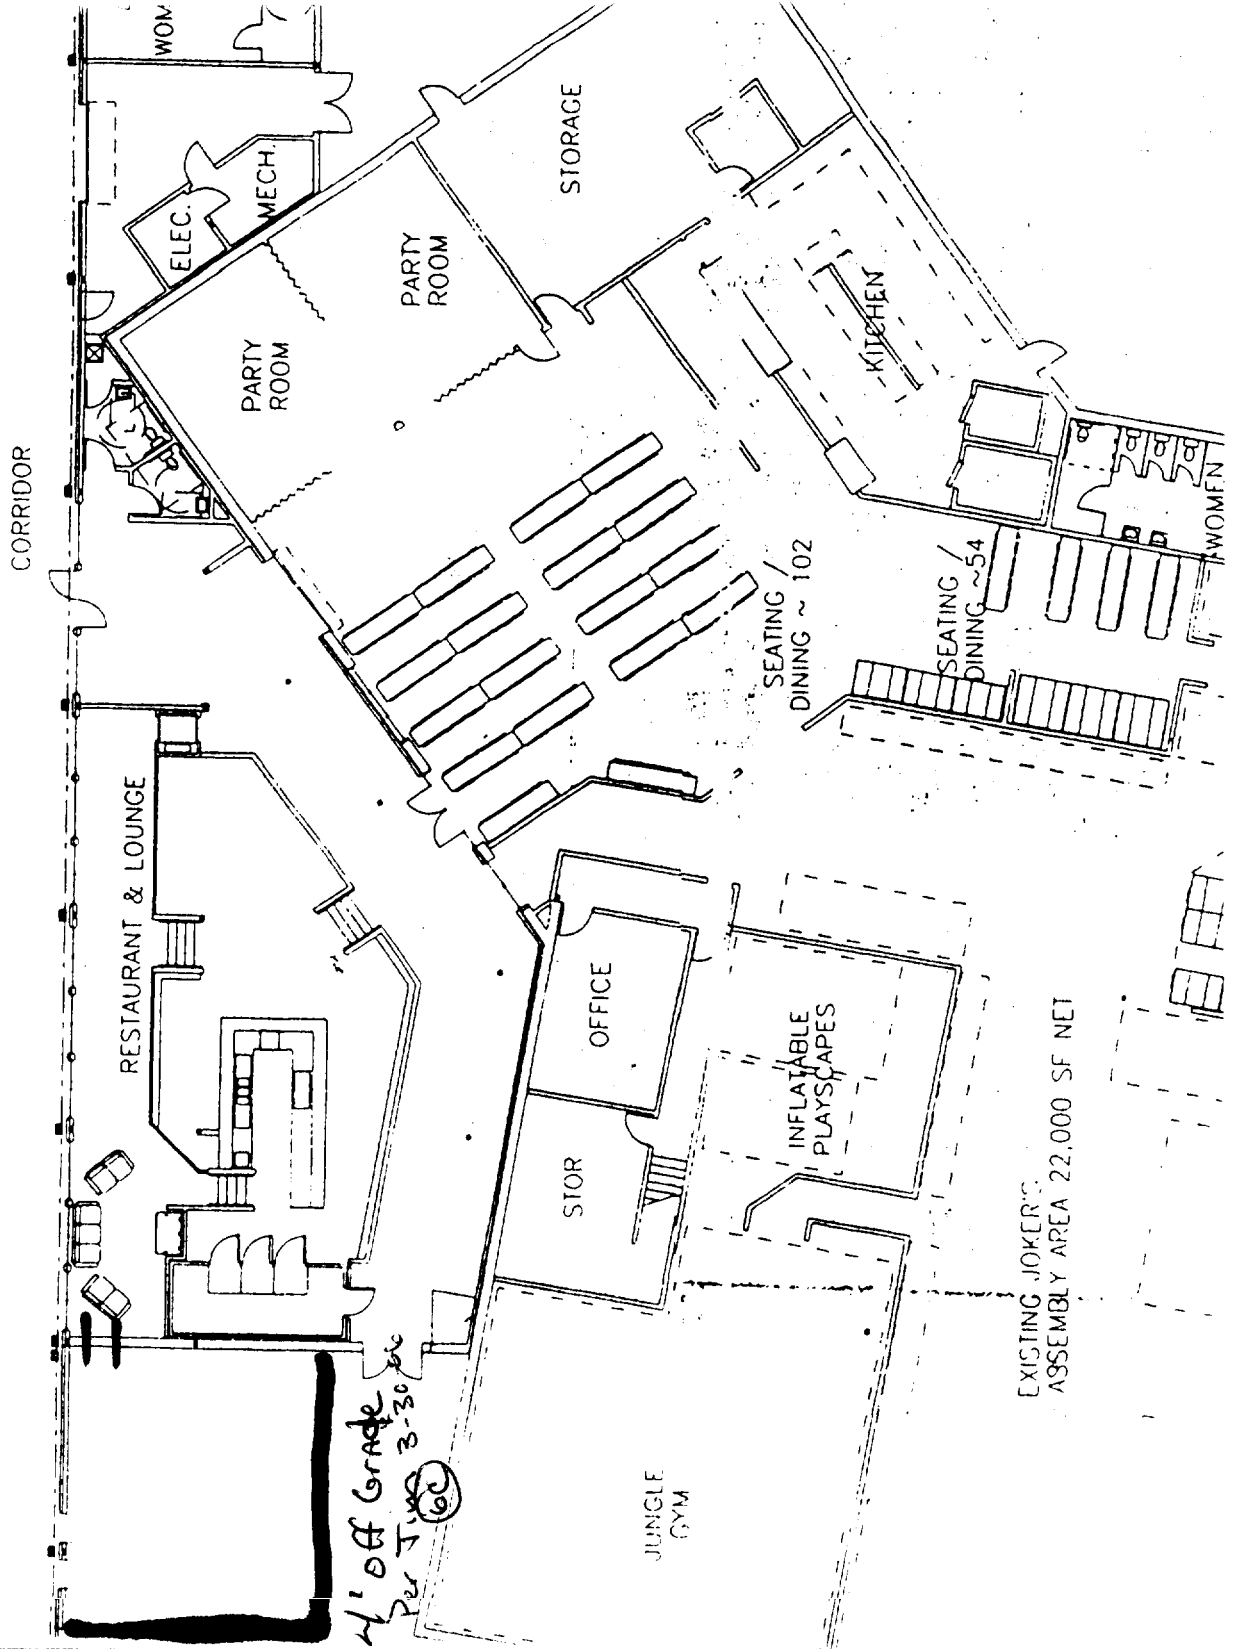 CORRIDOR
WOM
ELEC.
MECH.
STORAGE
PARTY
ROOM
PARTY
ROOM
KITCHEN
WOMEN
SEATING /
DINING ~ 102
SEATING /
DINING ~54
RESTAURANT & LOUNGE
OFFICE
STOR
INFLATABLE
PLAYSCAPES
EXISTING JOKER'S
ASSEMBLY AREA 22,000 SF NET
JUNGLE
GYM
4' off Grade
Per 3-30